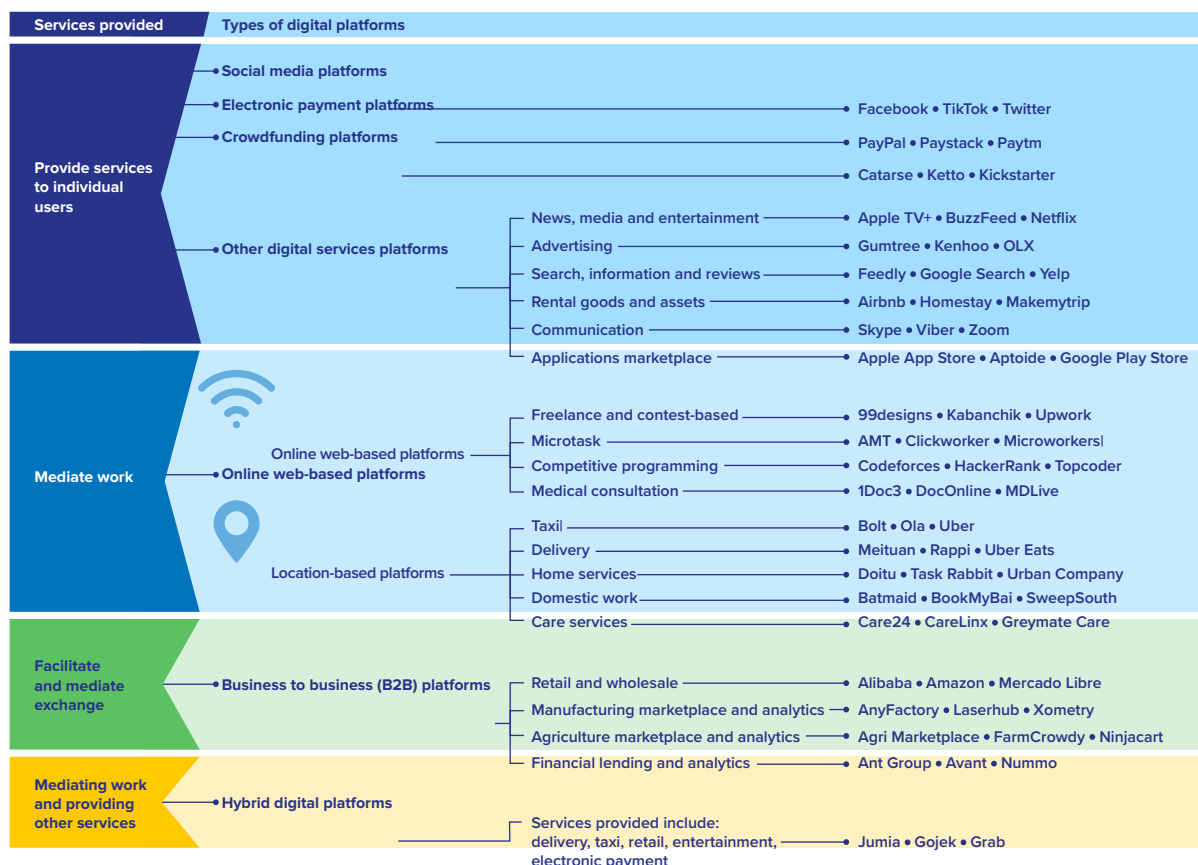 Services provided
Types of digital platforms
Provide services
to individual
users
Social media platforms
Electronic payment platforms
Facebook • TikTok • Twitter
Crowdfunding platforms
PayPal • Paystack • Paytm
Catarse • Ketto • Kickstarter
Other digital services platforms
News, media and entertainment
Apple TV+ • BuzzFeed • Netflix
Advertising
Gumtree • Kenhoo • OLX
Search, information and reviews
Feedly • Google Search • Yelp
Rental goods and assets
Airbnb • Homestay • Makemytrip
Communication
Skype • Viber • Zoom
Applications marketplace
Apple App Store • Aptoide • Google Play Store
Mediate work
Online web-based platforms
Online web-based platforms
Freelance and contest-based
99designs • Kabanchik • Upwork
Microtask
AMT • Clickworker • Microworkersl
Competitive programming
Codeforces • HackerRank • Topcoder
Medical consultation
1Doc3 • DocOnline • MDLive
Location-based platforms
Taxil
Bolt • Ola • Uber
Delivery
Meituan • Rappi • Uber Eats
Home services
Doitu • Task Rabbit • Urban Company
Domestic work
Batmaid • BookMyBai • SweepSouth
Care services
Care24 • CareLinx • Greymate Care
Facilitate
and mediate
exchange
Business to business (B2B) platforms
Retail and wholesale
Alibaba • Amazon • Mercado Libre
Manufacturing marketplace and analytics
AnyFactory • Laserhub • Xometry
Agriculture marketplace and analytics
Agri Marketplace • FarmCrowdy • Ninjacart
Financial lending and analytics
Ant Group • Avant • Nummo
Mediating work
and providing
other services
Hybrid digital platforms
Services provided include:
delivery, taxi, retail, entertainment,
electronic payment
Jumia • Gojek • Grab